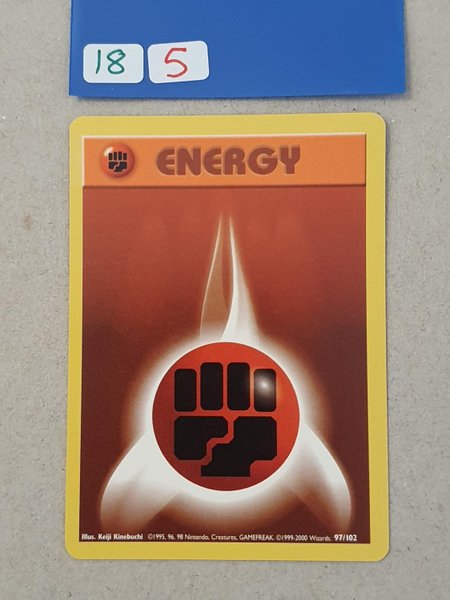 18 5
ENERGY
Illus. Keiji Kinebuchi ©1995, 96, 98 Nintendo, Creatures, GAMEFREAK. ©1999-2000 Wizards. 97/102